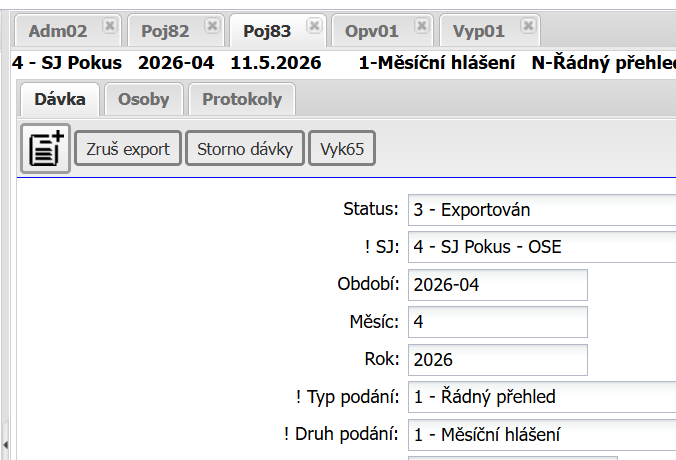 Adm02 Poj82 Poj83 Opv01 Vyp01
4 - SJ Pokus 2026-04 11.5.2026 1-Měsíční hlášení N-Řádný přehle
Dávka Osoby Protokoly
Zruš export Storno dávky Vyk65
Status: 3 - Exportován
! SJ: 4 - SJ Pokus - OSE
Období: 2026-04
Měsíc: 4
Rok: 2026
! Typ podání: 1 - Řádný přehled
! Druh podání: 1 - Měsíční hlášení